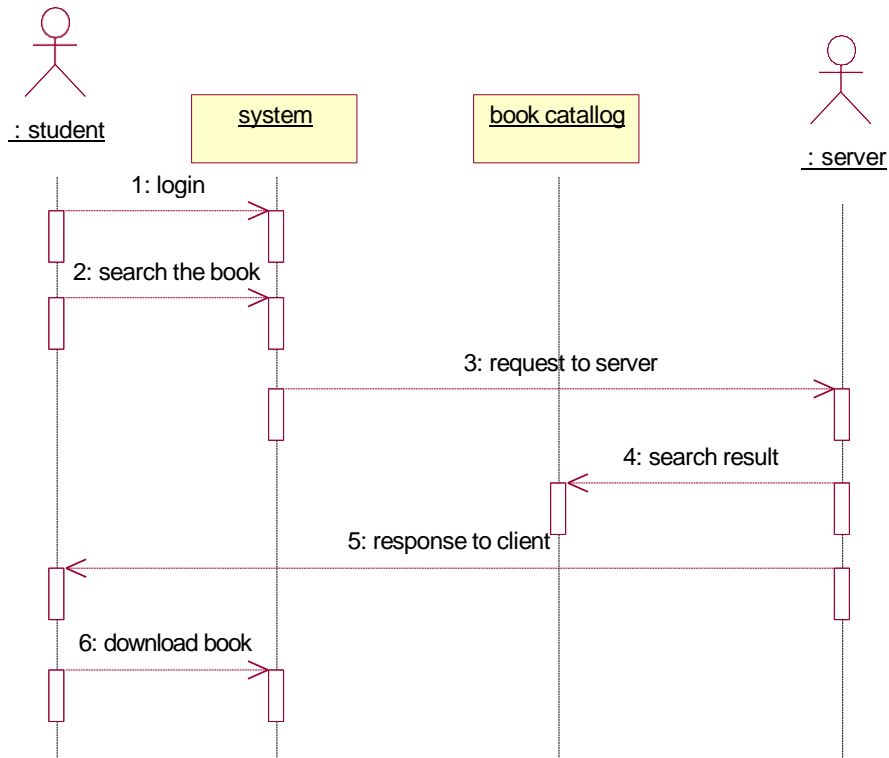 : student
system
book catallog
: server
1: login
2: search the book
3: request to server
4: search result
5: response to client
6: download book